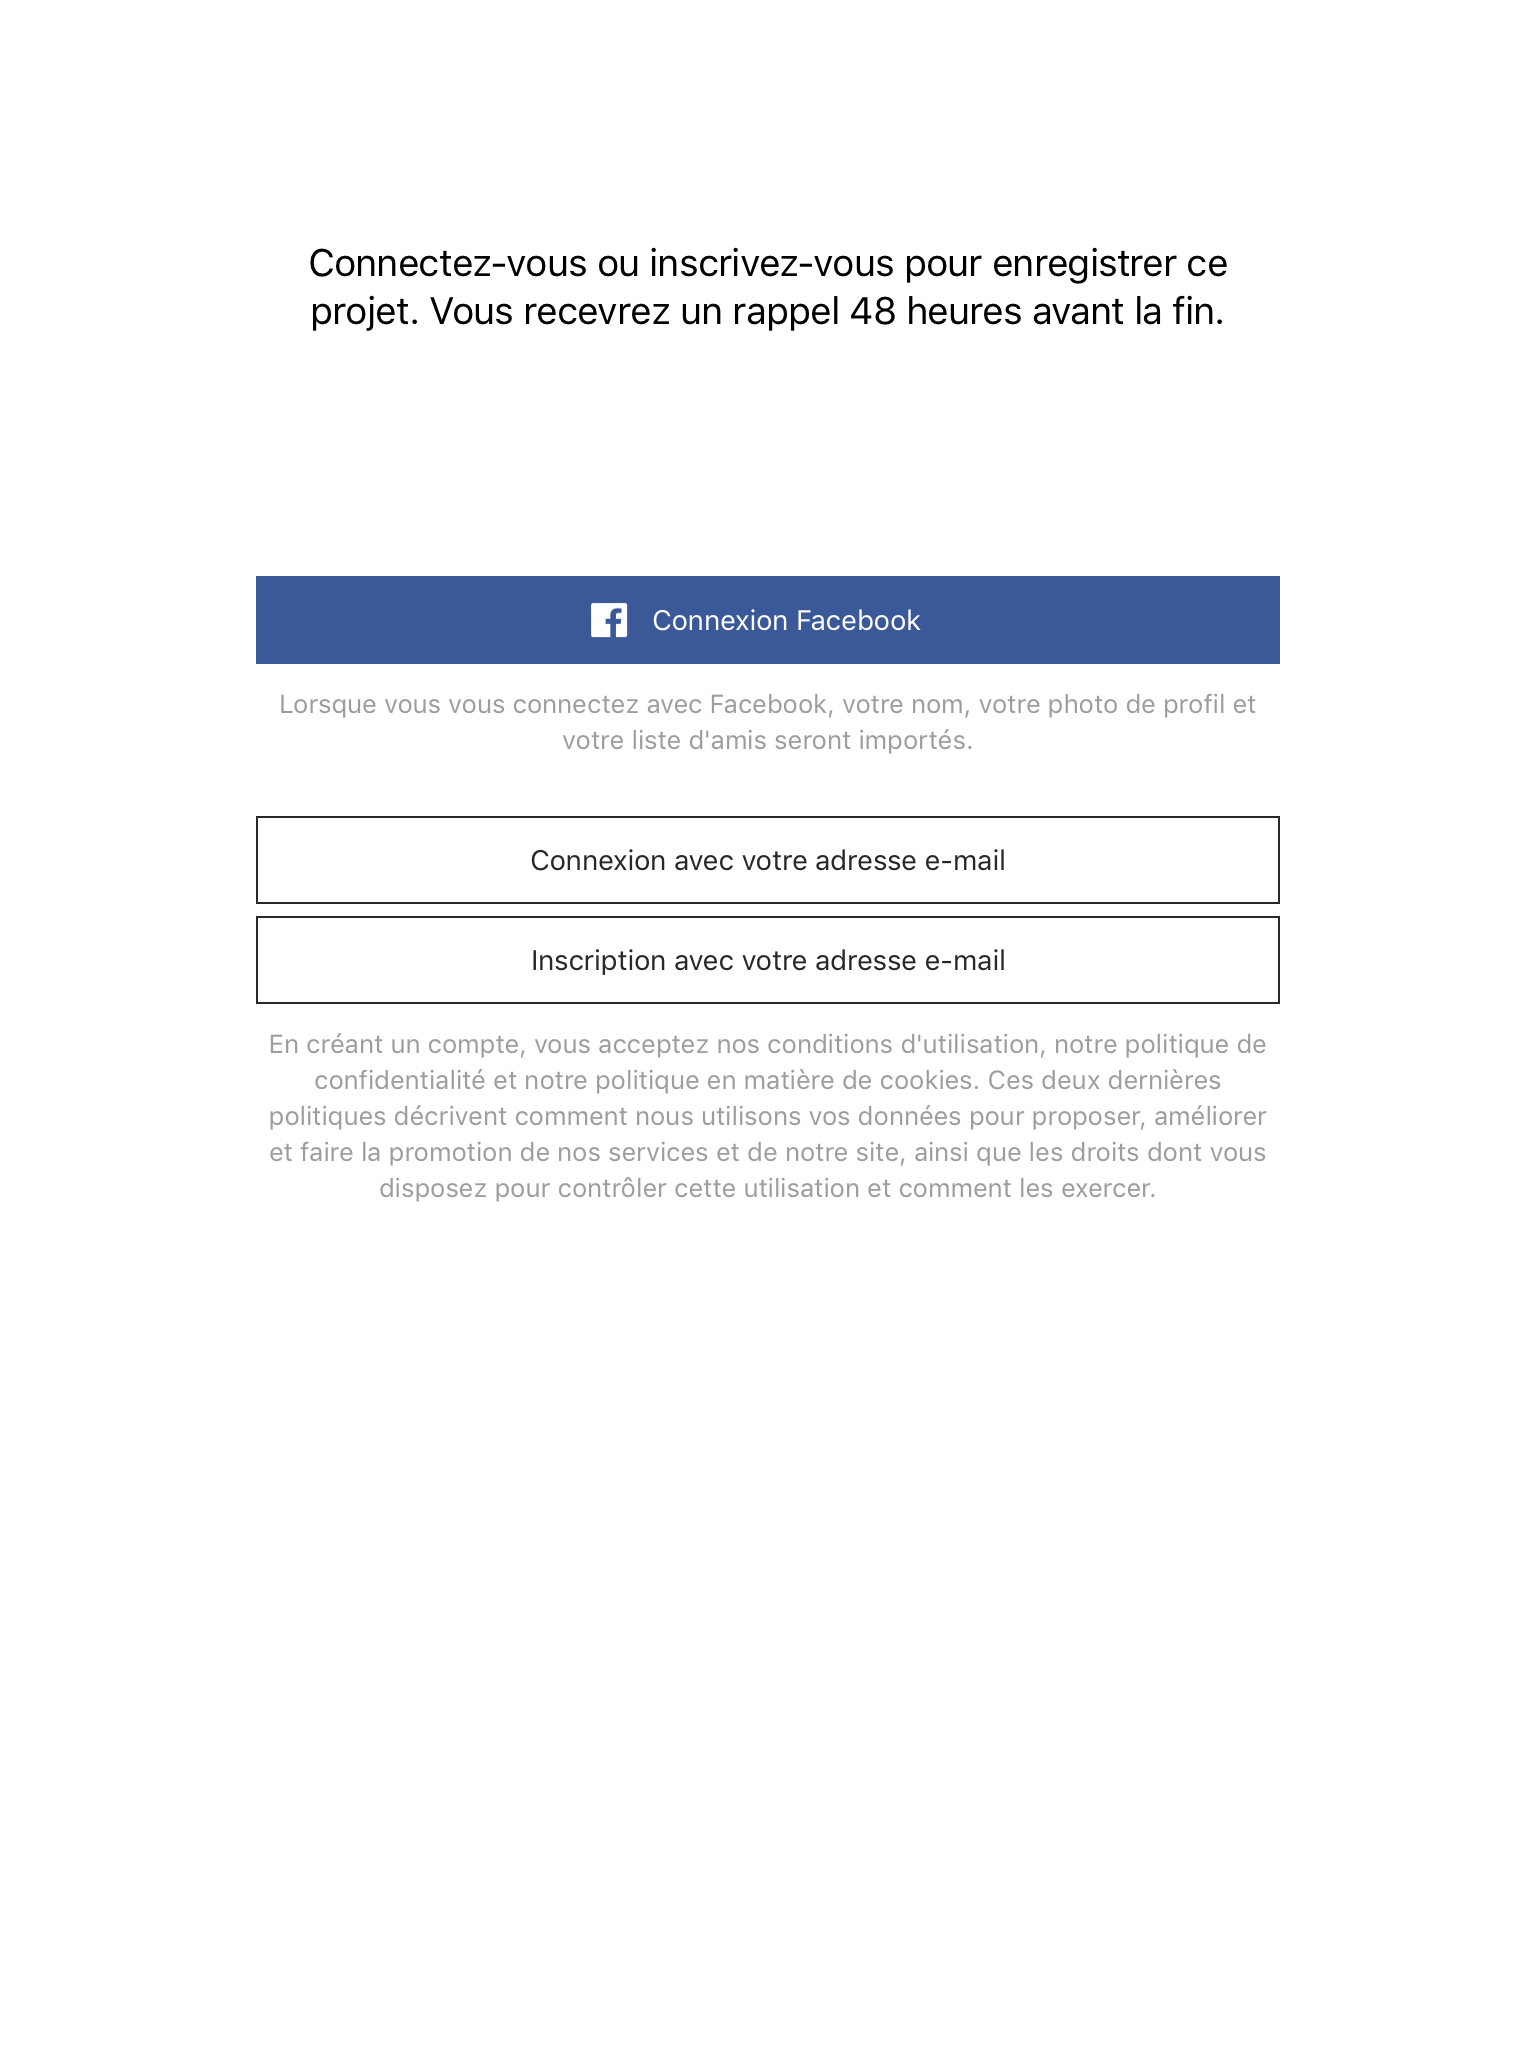 Connectez-vous ou inscrivez-vous pour enregistrer ce
projet. Vous recevrez un rappel 48 heures avant la fin.
Connexion Facebook
Lorsque vous vous connectez avec Facebook, votre nom, votre photo de profil et
votre liste d'amis seront importés.
Connexion avec votre adresse e-mail
Inscription avec votre adresse e-mail
En créant un compte, vous acceptez nos conditions d'utilisation, notre politique de
confidentialité et notre politique en matière de cookies. Ces deux dernières
politiques décrivent comment nous utilisons vos données pour proposer, améliorer
et faire la promotion de nos services et de notre site, ainsi que les droits dont vous
disposez pour contrôler cette utilisation et comment les exercer.